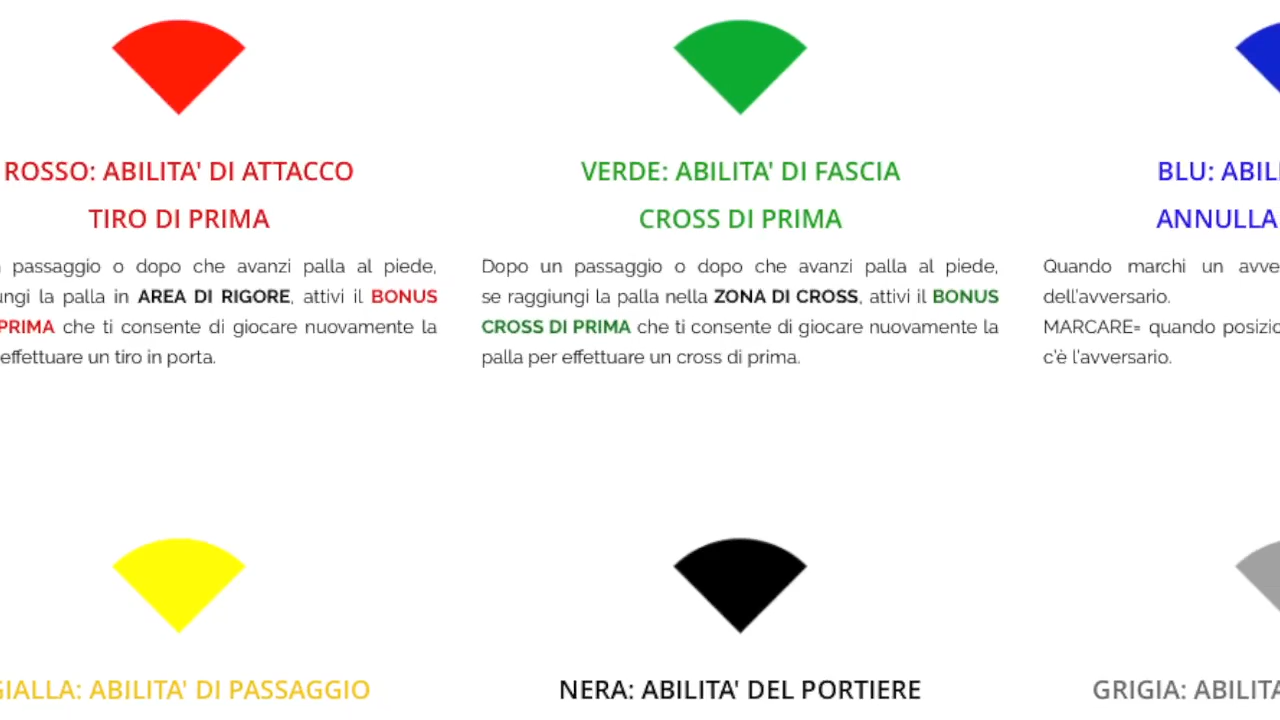 ROSSO: ABILITA' DI ATTACCO
TIRO DI PRIMA
passaggio o dopo che avanzi palla al piede,
la palla in AREA DI RIGORE, attivi il BONUS
PRIMA che ti consente di giocare nuovamente la
effettuare un tiro in porta.
VERDE: ABILITA' DI FASCIA
CROSS DI PRIMA
Dopo un passaggio o dopo che avanzi palla al piede,
se raggiungi la palla nella ZONA DI CROSS, attivi il BONUS
CROSS DI PRIMA che ti consente di giocare nuovamente la
palla per effettuare un cross di prima.
BLU:
ANNULLA
Quando marchi un
dell'avversario.
MARCARE= quando
c'è l'avversario.
GIALLA: ABILITA' DI PASSAGGIO
NERA: ABILITA' DEL PORTIERE
GRIGIA: